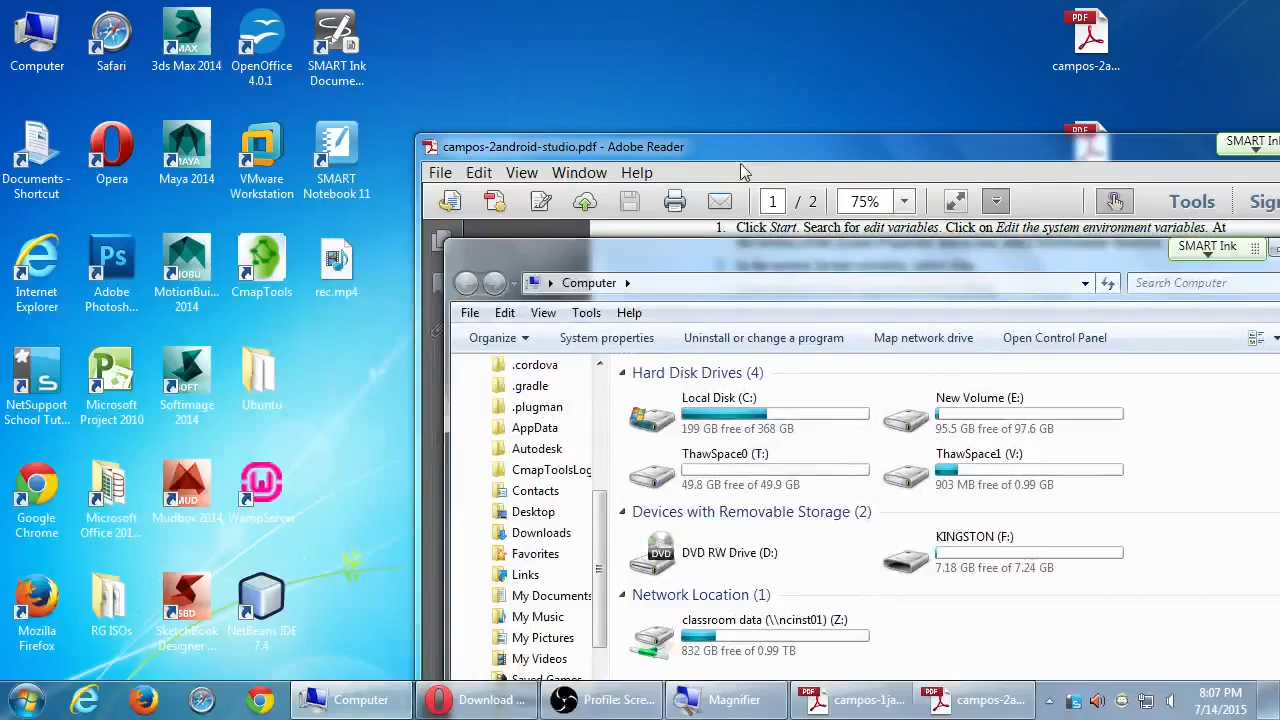 Computer
Safari
3ds Max 2014
OpenOffice
4.0.1
SMART Ink
Docume...
campos-2a...
Documents -
Shortcut
Opera
Maya 2014
VMware
Workstation
SMART
Notebook 11
Internet
Explorer
Adobe
Photosh...
MotionBui...
2014
CmapTools
rec.mp4
NetSupport
School Tut...
Microsoft
Project 2010
Softimage
2014
Ubuntu
Google
Chrome
Microsoft
Office 201...
Mudbox 2014
WampServer
Mozilla
Firefox
RG ISOs
SketchBook
Designer ...
NetBeans IDE
7.4
campos-2android-studio.pdf - Adobe Reader
SMART Ink
File Edit View Window Help
1 / 2 75% Tools Sign
1. Click Start. Search for edit variables. Click on Edit the system environment variables. At
SMART Ink
Computer
Search Computer
File Edit View Tools Help
Organize System properties Uninstall or change a program Map network drive Open Control Panel
.cordova
.gradle
.plugman
AppData
Autodesk
CmapToolsLog
Contacts
Desktop
Downloads
Favorites
Links
My Documents
My Music
My Pictures
My Videos
Saved Games
Hard Disk Drives (4)
Local Disk (C:)
199 GB free of 368 GB
New Volume (E:)
95.5 GB free of 97.6 GB
ThawSpace0 (T:)
49.8 GB free of 49.9 GB
ThawSpace1 (V:)
903 MB free of 0.99 GB
Devices with Removable Storage (2)
DVD RW Drive (D:)
KINGSTON (F:)
7.18 GB free of 7.24 GB
Network Location (1)
classroom data (\\ncinst01) (Z:)
832 GB free of 0.99 TB
Computer
Download ...
Profile: Scre...
Magnifier
campos-1ja...
campos-2a...
8:07 PM
7/14/2015